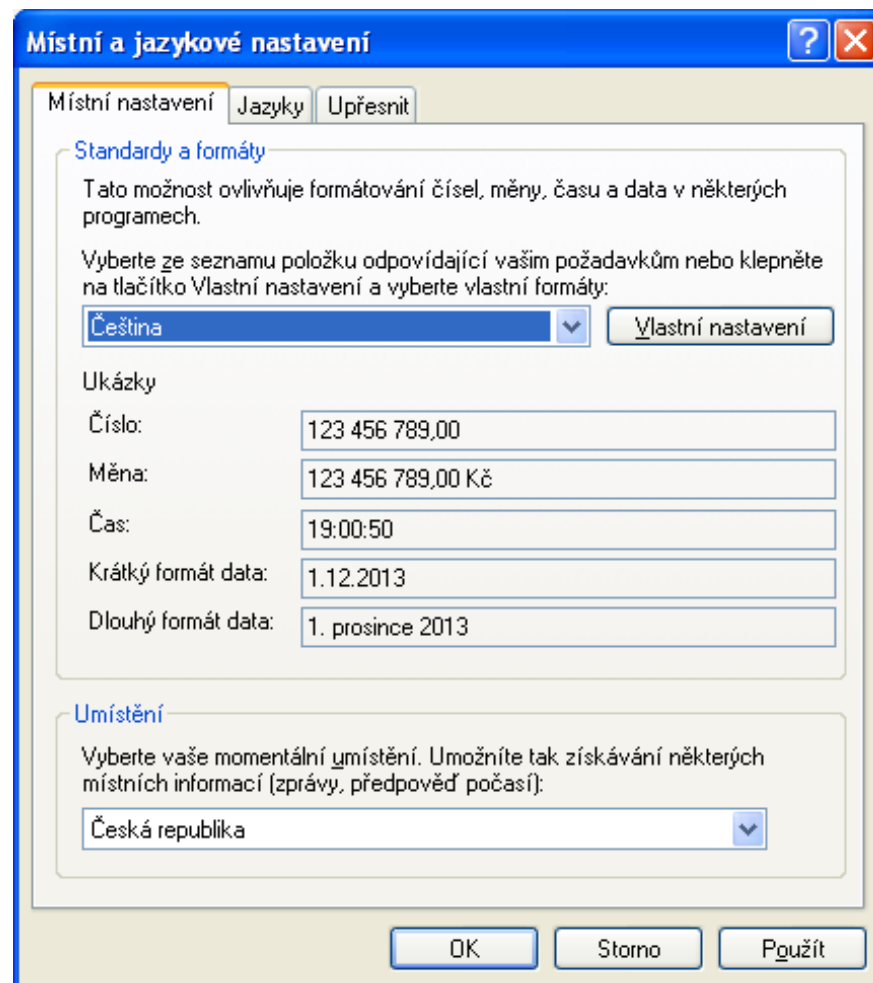 Místní a jazykové nastavení
Místní nastavení Jazyky Upřesnit
Standardy a formáty
Tato možnost ovlivňuje formátování čísel, měny, času a data v některých
programech.
Vyberte ze seznamu položku odpovídající vašim požadavkům nebo klepněte
na tlačítko Vlastní nastavení a vyberte vlastní formáty:
Čeština Vlastní nastavení
Ukázky
Číslo: 123 456 789,00
Měna: 123 456 789,00 Kč
Čas: 19:00:50
Krátký formát data: 1.12.2013
Dlouhý formát data: 1. prosince 2013
Umístění
Vyberte vaše momentální umístění. Umožníte tak získávání některých
místních informací (zprávy, předpověď počasí):
Česká republika
OK Storno Použít